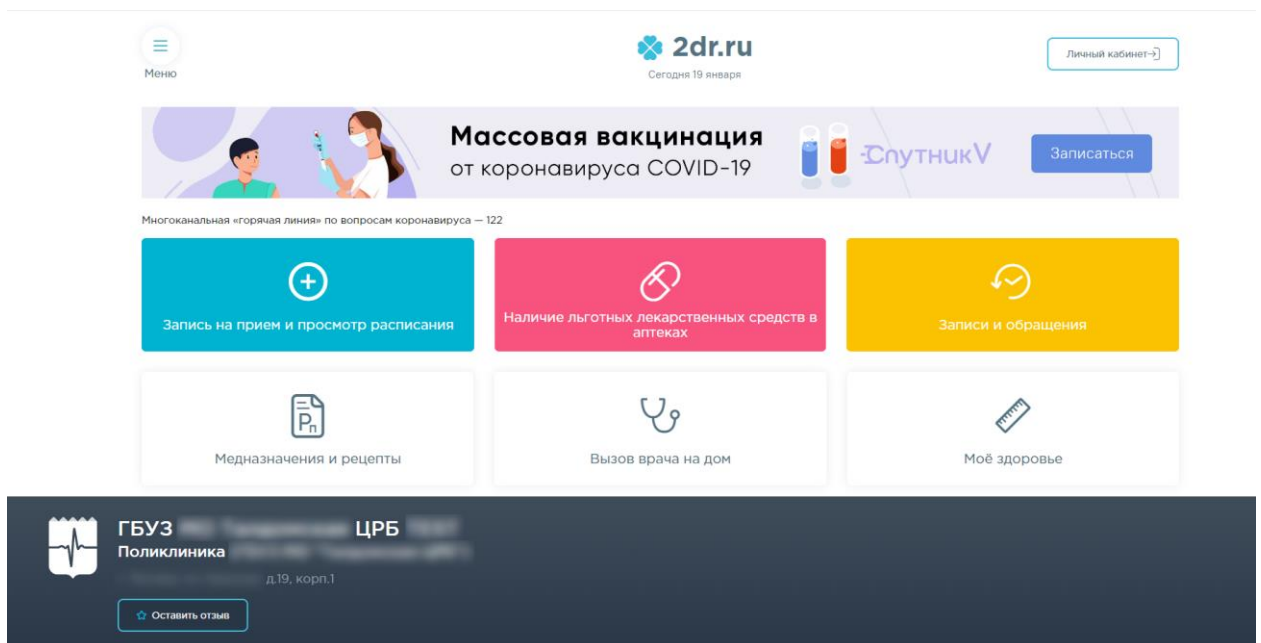 Меню
2dr.ru
Сегодня 19 января
Личный кабинет
Массовая вакцинация
от коронавируса COVID-19
СпутникV
Записаться
Многоканальная «горячая линия» по вопросам коронавируса — 122
Запись на прием и просмотр расписания
Наличие льготных лекарственных средств в
аптеках
Записи и обращения
Рп
Медназначения и рецепты
Вызов врача на дом
Моё здоровье
ГБУЗ ЦРБ
Поликлиника
д.19, корп.1
Оставить отзыв